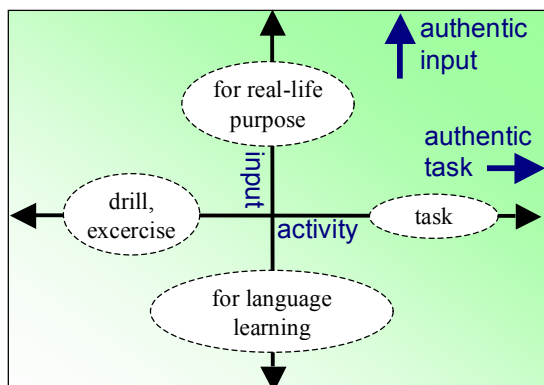 authentic
input
for real-life
purpose
input
authentic
task
drill,
excercise
activity
task
for language
learning